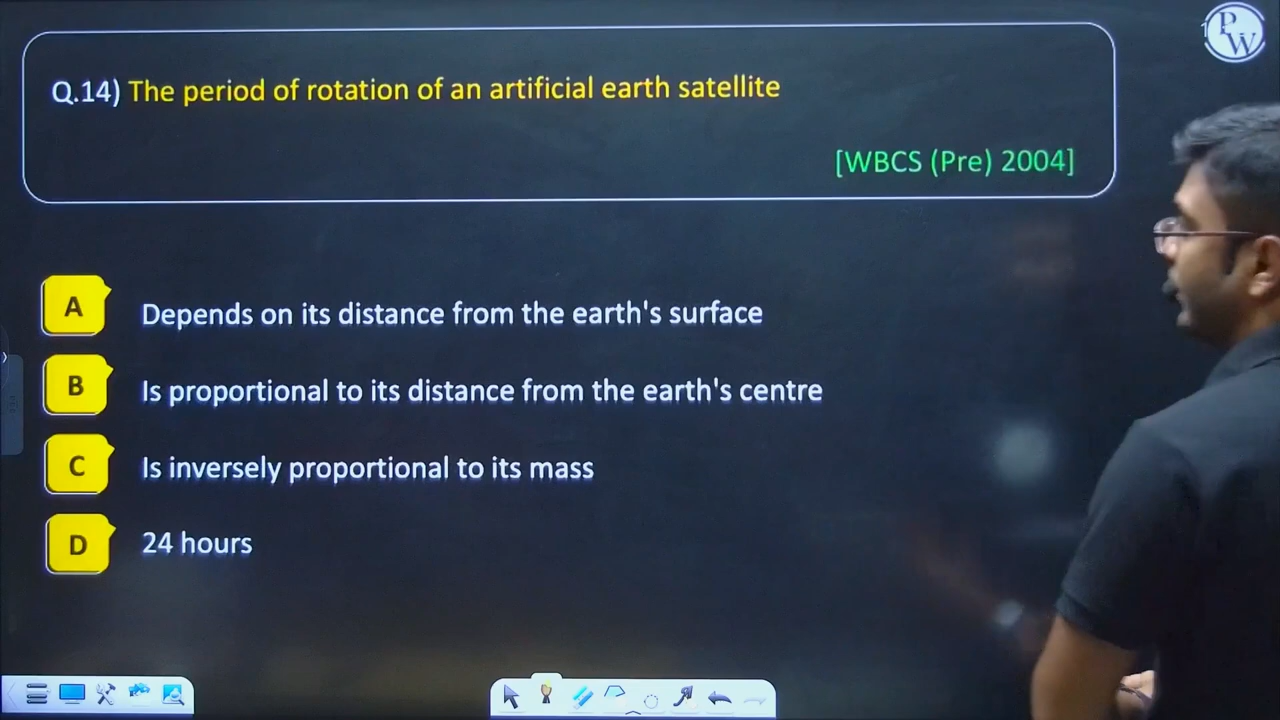 PW
Q.14) The period of rotation of an artificial earth satellite
[WBCS (Pre) 2004]
A Depends on its distance from the earth's surface
B Is proportional to its distance from the earth's centre
C Is inversely proportional to its mass
D 24 hours